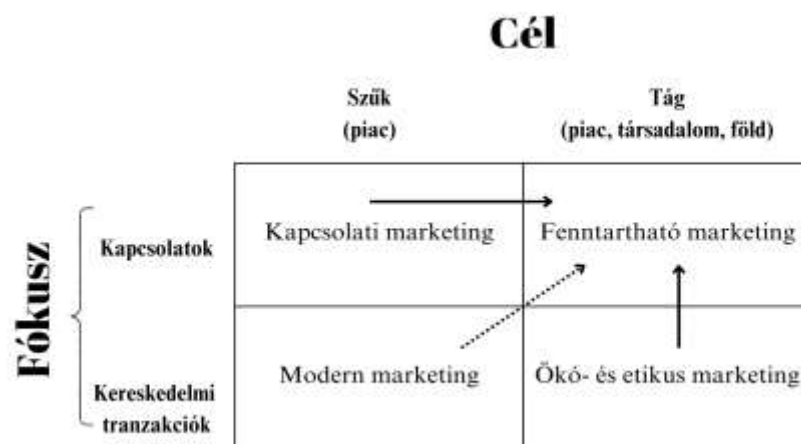 Cél
Szűk
(piac)
Tág
(piac, társadalom, föld)
Fókusz
Kapcsolatok
Kapcsolati marketing
Fenntartható marketing
Kereskedelmi
tranzakciók
Modern marketing
Ökó- és etikus marketing